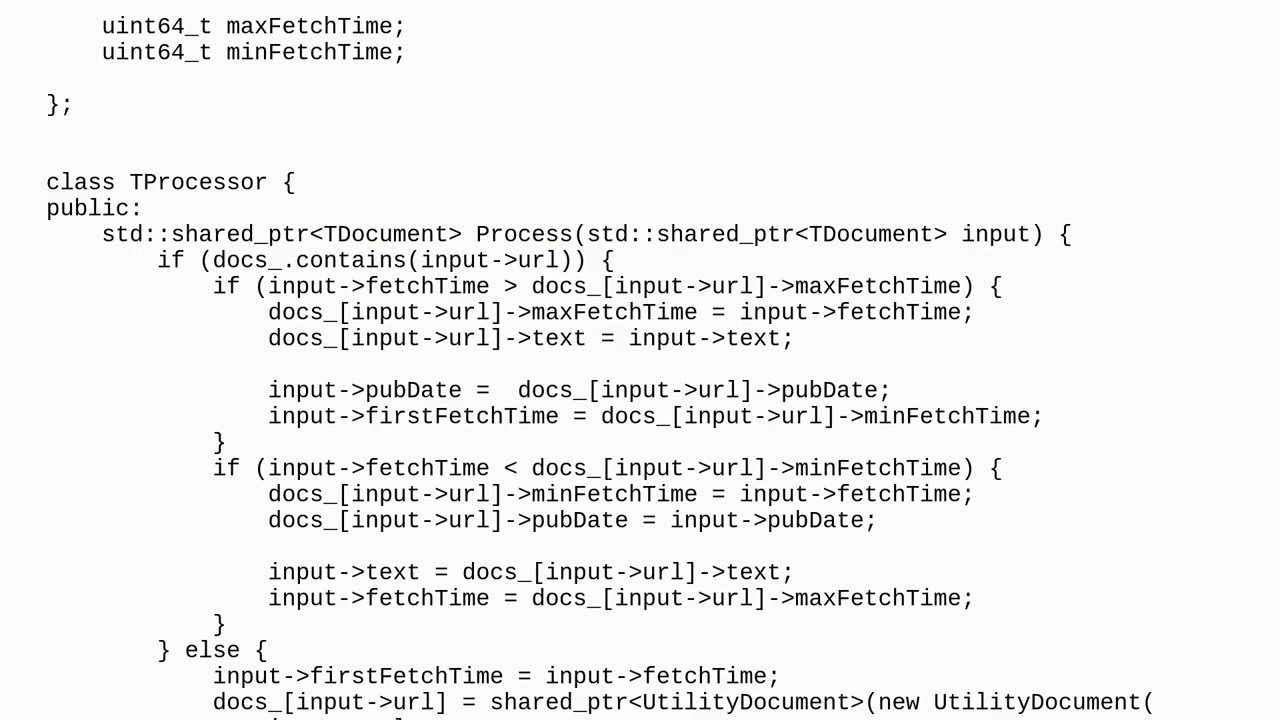 uint64_t maxFetchTime;
uint64_t minFetchTime;
};
class TProcessor {
public:
std::shared_ptr<TDocument> Process(std::shared_ptr<TDocument> input) {
if (docs_.contains(input->url)) {
if (input->fetchTime > docs_[input->url]->maxFetchTime) {
docs_[input->url]->maxFetchTime = input->fetchTime;
docs_[input->url]->text = input->text;
input->pubDate =  docs_[input->url]->pubDate;
input->firstFetchTime = docs_[input->url]->minFetchTime;
}
if (input->fetchTime < docs_[input->url]->minFetchTime) {
docs_[input->url]->minFetchTime = input->fetchTime;
docs_[input->url]->pubDate = input->pubDate;
input->text = docs_[input->url]->text;
input->fetchTime = docs_[input->url]->maxFetchTime;
}
} else {
input->firstFetchTime = input->fetchTime;
docs_[input->url] = shared_ptr<UtilityDocument>(new UtilityDocument(